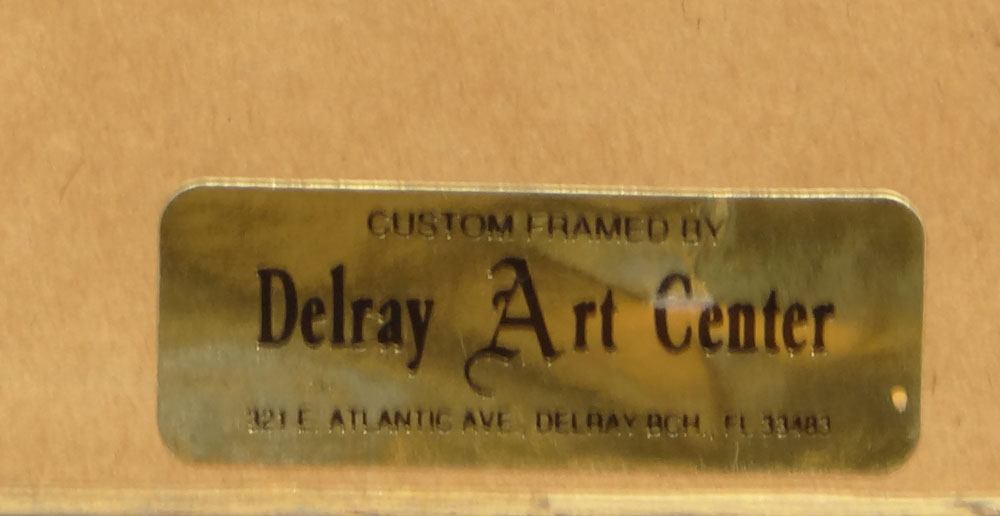 CUSTOM FRAMED BY
Delray Art Center
321 E. ATLANTIC AVE., DELRAY BCH., FL 33483